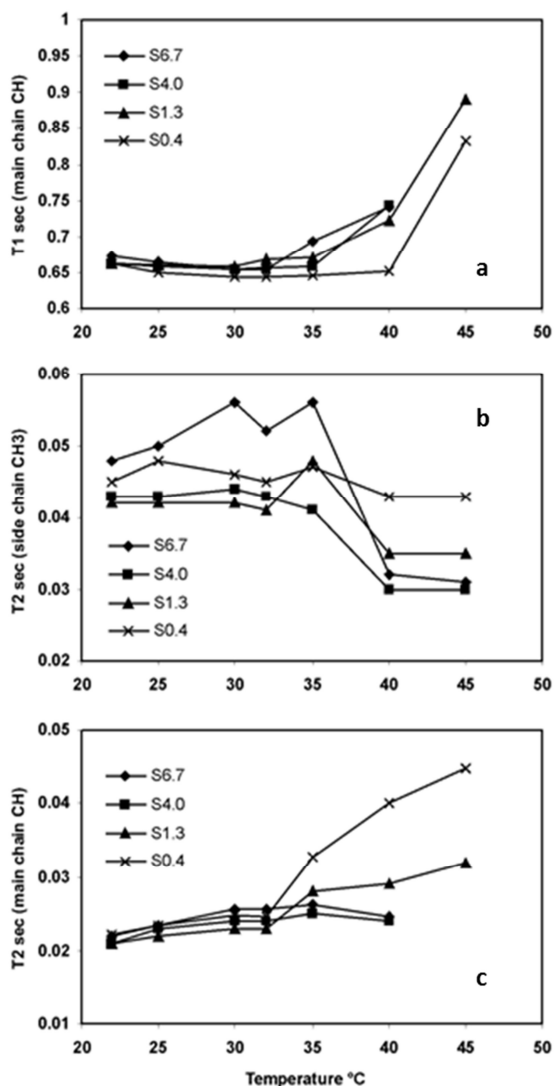 T1 sec (main chain CH)
1
0.95
0.9
0.85
0.8
0.75
0.7
0.65
0.6
S6.7
S4.0
S1.3
S0.4
a
20 25 30 35 40 45 50
T2 sec (side chain CH3)
0.06
0.05
0.04
0.03
0.02
b
S6.7
S4.0
S1.3
S0.4
20 25 30 35 40 45 50
T2 sec (main chain CH)
0.05
0.04
0.03
0.02
0.01
S6.7
S4.0
S1.3
S0.4
c
20 25 30 35 40 45 50
Temperature °C